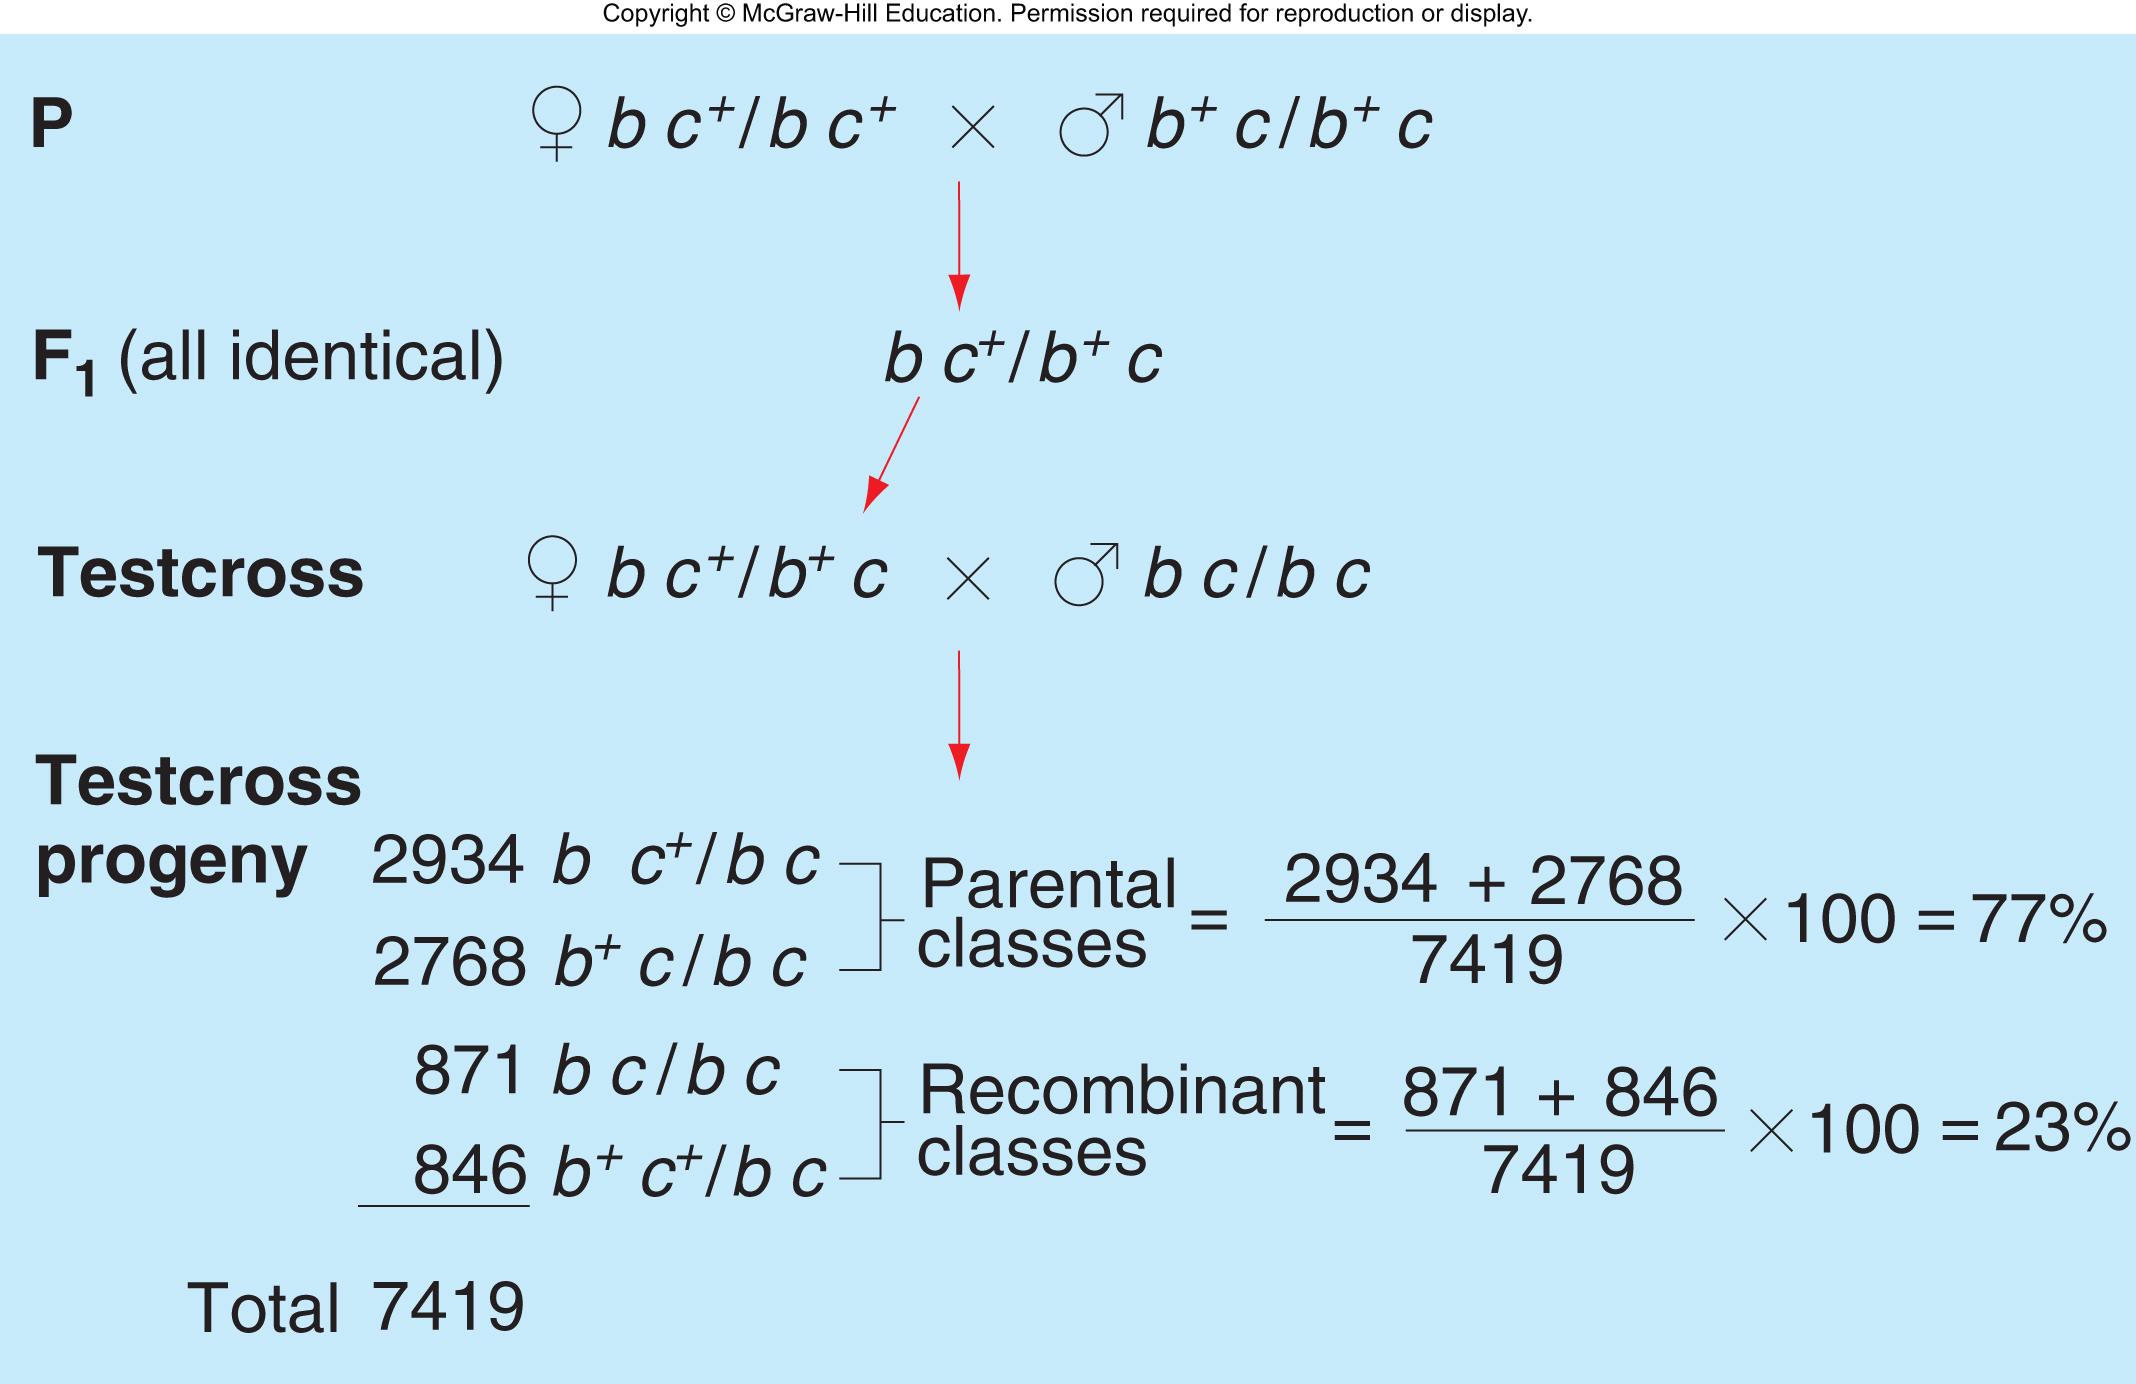 Copyright © McGraw-Hill Education. Permission required for reproduction or display.
P ♀ b c⁺/b c⁺ × ♂ b⁺ c/b⁺ c
F₁ (all identical) b c⁺/b⁺ c
Testcross ♀ b c⁺/b⁺ c × ♂ b c/b c
Testcross
progeny
2934 b c⁺/b c
2768 b⁺ c/b c
Parental
classes = (2934 + 2768)/7419 × 100 = 77%
871 b c/b c
846 b⁺ c⁺/b c
Recombinant
classes = (871 + 846)/7419 × 100 = 23%
Total 7419